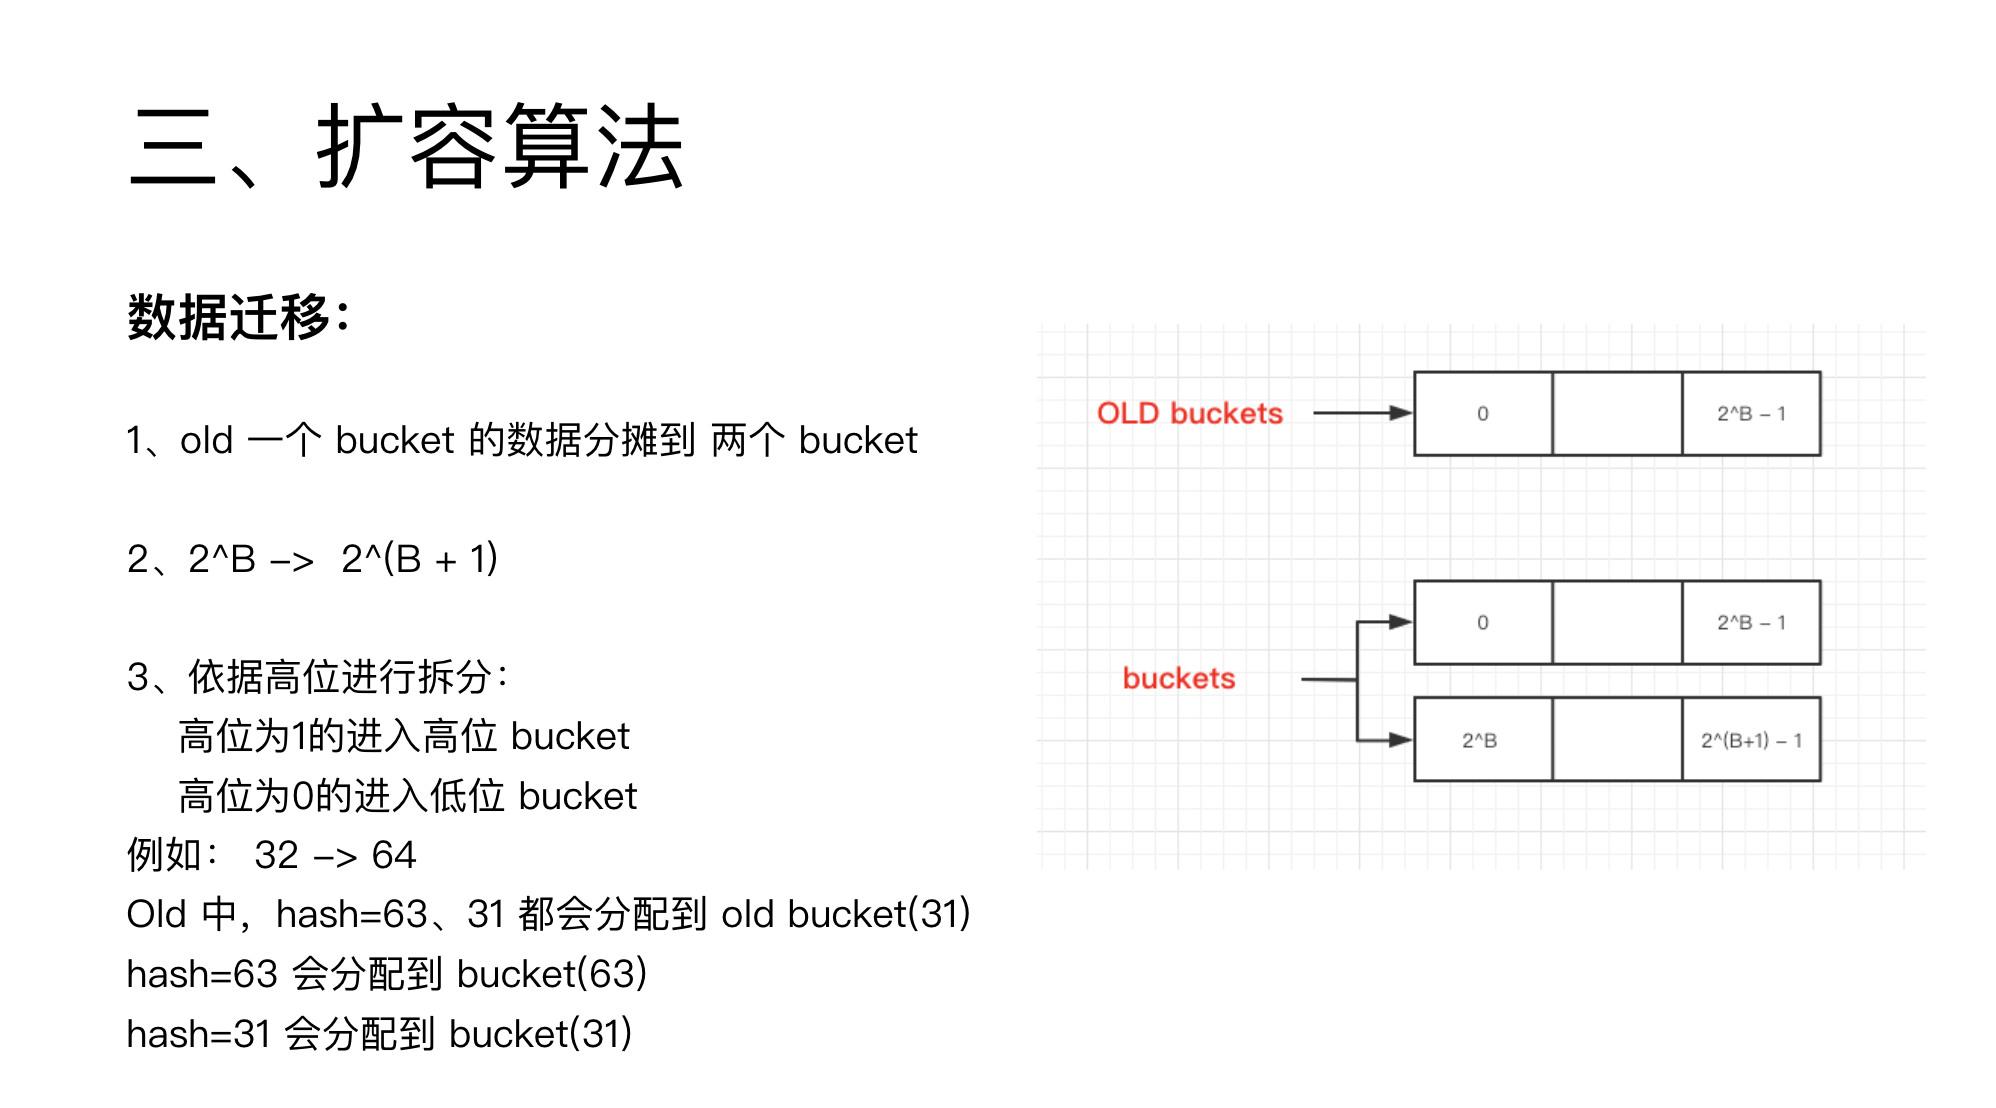 三、扩容算法
数据迁移：
1、old 一个 bucket 的数据分摊到 两个 bucket
2、2^B –> 2^(B + 1)
3、依据高位进行拆分：
高位为1的进入高位 bucket
高位为0的进入低位 bucket
例如： 32 –> 64
Old 中，hash=63、31 都会分配到 old bucket(31)
hash=63 会分配到 bucket(63)
hash=31 会分配到 bucket(31)
OLD buckets
0
2^B – 1
buckets
0
2^B – 1
2^B
2^(B+1) – 1